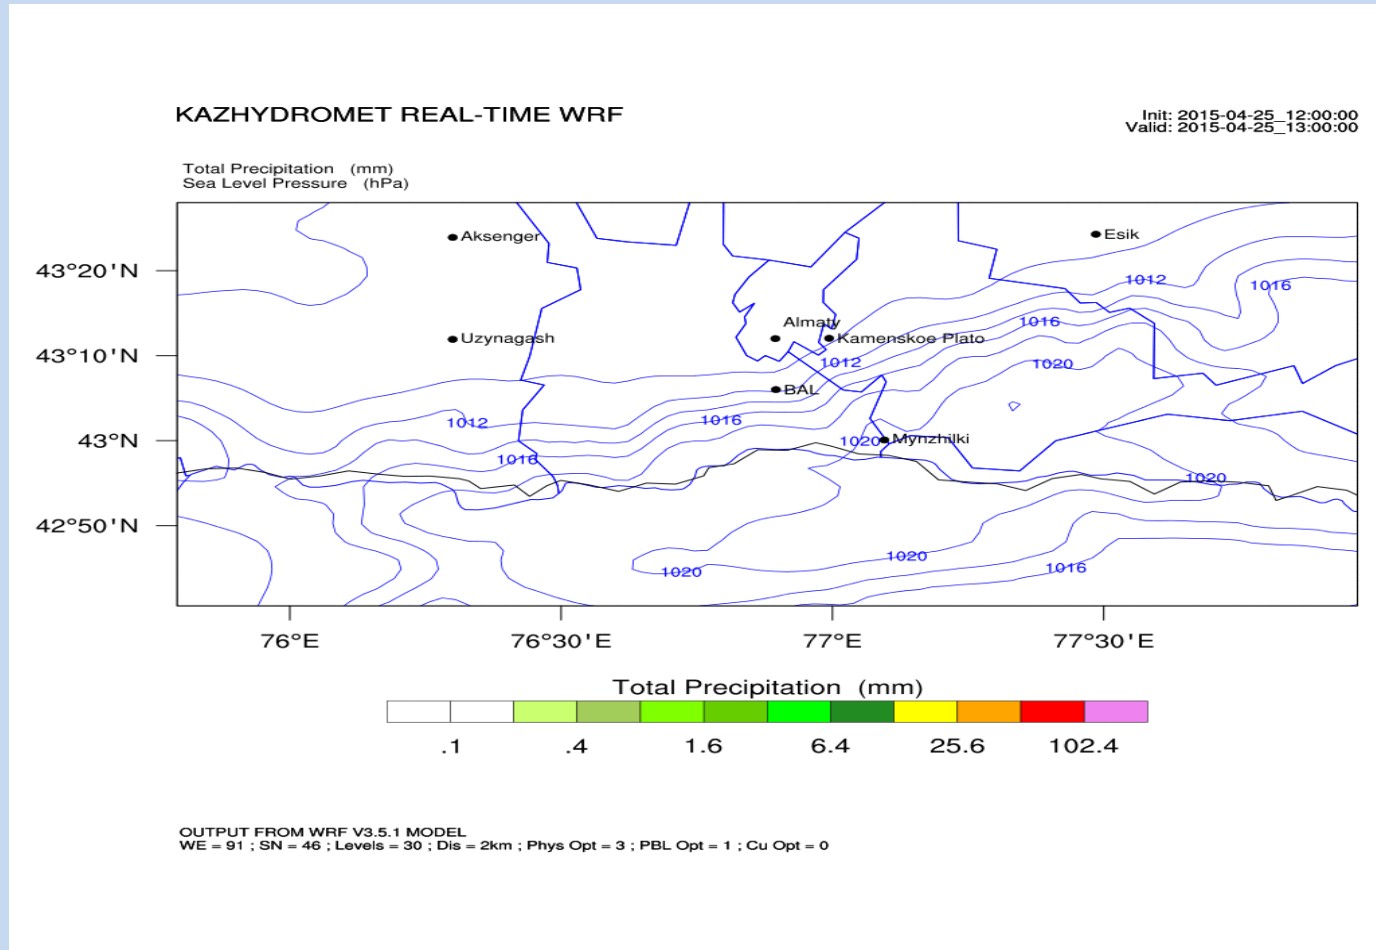 KAZHYDROMET REAL-TIME WRF
Init: 2015-04-25_12:00:00
Valid: 2015-04-25_13:00:00
Total Precipitation (mm)
Sea Level Pressure (hPa)
Aksenger
Esik
43°20'N
1012
1016
1016
Almaty
Uzynagash
Kamenskoe Plato
43°10'N
1012
1020
BAL
1012
1016
43°N
1020
Mynzhilki
1016
1020
42°50'N
1020
1020
1016
76°E
76°30'E
77°E
77°30'E
Total Precipitation (mm)
.1 .4 1.6 6.4 25.6 102.4
OUTPUT FROM WRF V3.5.1 MODEL
WE = 91 ; SN = 46 ; Levels = 30 ; Dis = 2km ; Phys Opt = 3 ; PBL Opt = 1 ; Cu Opt = 0